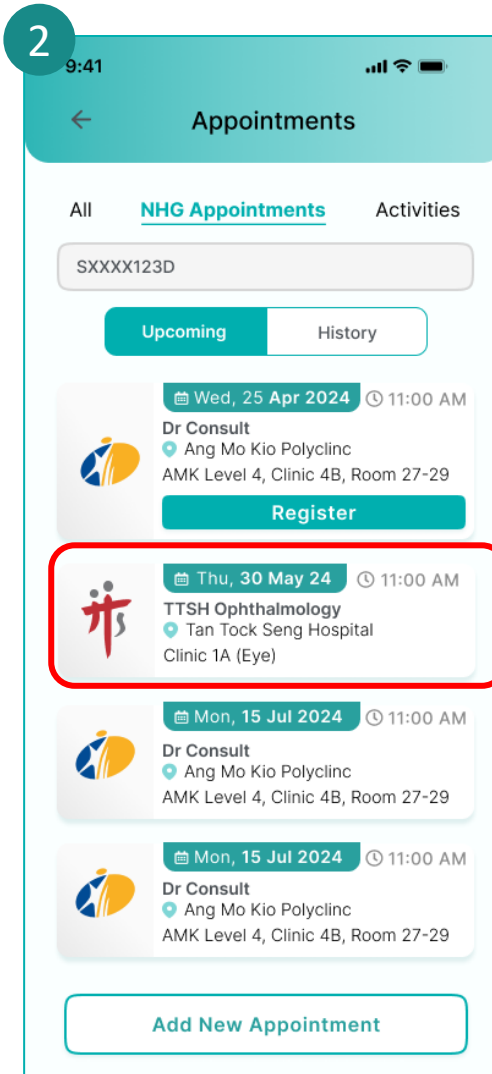 2
9:41
Appointments
All NHG Appointments Activities
SXXXX123D
Upcoming History
Wed, 25 Apr 2024 11:00 AM
Dr Consult
Ang Mo Kio Polyclinc
AMK Level 4, Clinic 4B, Room 27-29
Register
Thu, 30 May 24 11:00 AM
TTSH Ophthalmology
Tan Tock Seng Hospital
Clinic 1A (Eye)
Mon, 15 Jul 2024 11:00 AM
Dr Consult
Ang Mo Kio Polyclinc
AMK Level 4, Clinic 4B, Room 27-29
Mon, 15 Jul 2024 11:00 AM
Dr Consult
Ang Mo Kio Polyclinc
AMK Level 4, Clinic 4B, Room 27-29
Add New Appointment